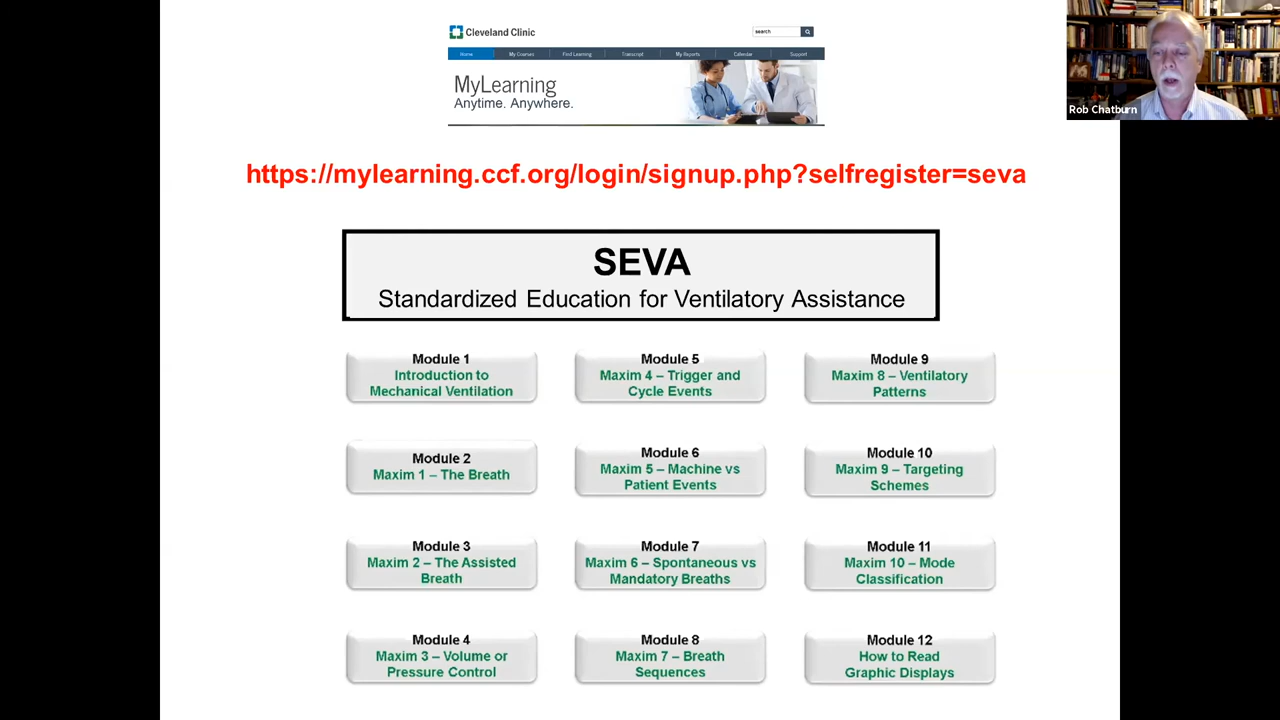 Cleveland Clinic
search
Home My Courses Find Learning Transcript My Reports Calendar Support
MyLearning
Anytime. Anywhere.
Rob Chatburn
https://mylearning.ccf.org/login/signup.php?selfregister=seva
SEVA
Standardized Education for Ventilatory Assistance
Module 1
Introduction to
Mechanical Ventilation
Module 2
Maxim 1 – The Breath
Module 3
Maxim 2 – The Assisted
Breath
Module 4
Maxim 3 – Volume or
Pressure Control
Module 5
Maxim 4 – Trigger and
Cycle Events
Module 6
Maxim 5 – Machine vs
Patient Events
Module 7
Maxim 6 – Spontaneous vs
Mandatory Breaths
Module 8
Maxim 7 – Breath
Sequences
Module 9
Maxim 8 – Ventilatory
Patterns
Module 10
Maxim 9 – Targeting
Schemes
Module 11
Maxim 10 – Mode
Classification
Module 12
How to Read
Graphic Displays